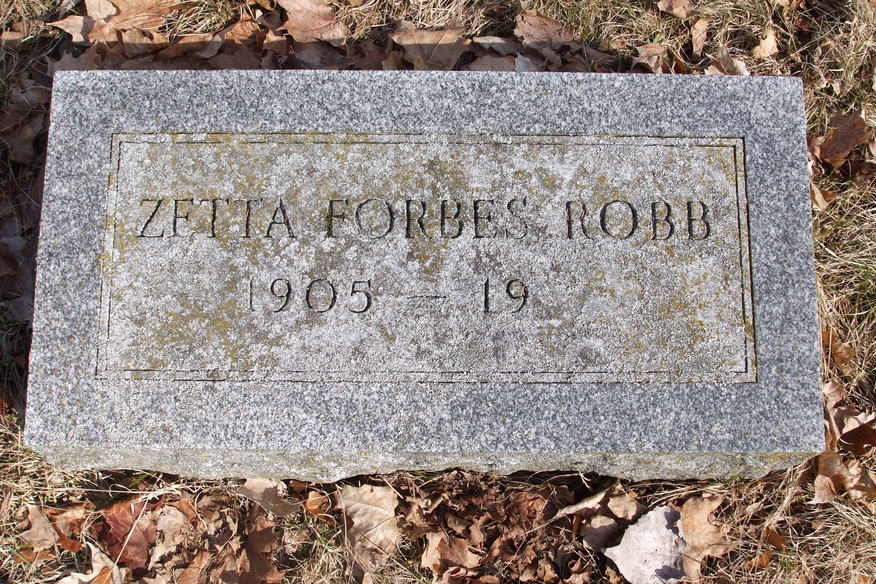 ZETTA FORBES ROBB
1905 — 19